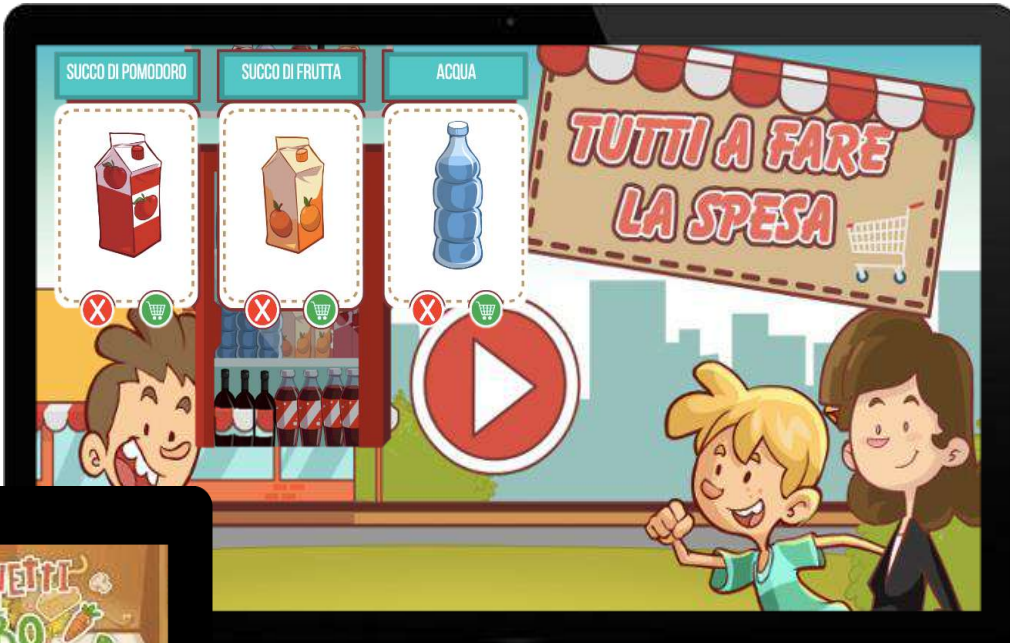 SUCCO DI POMODORO
SUCCO DI FRUTTA
ACQUA
TUTTI A FARE
LA SPESA
X
X
X